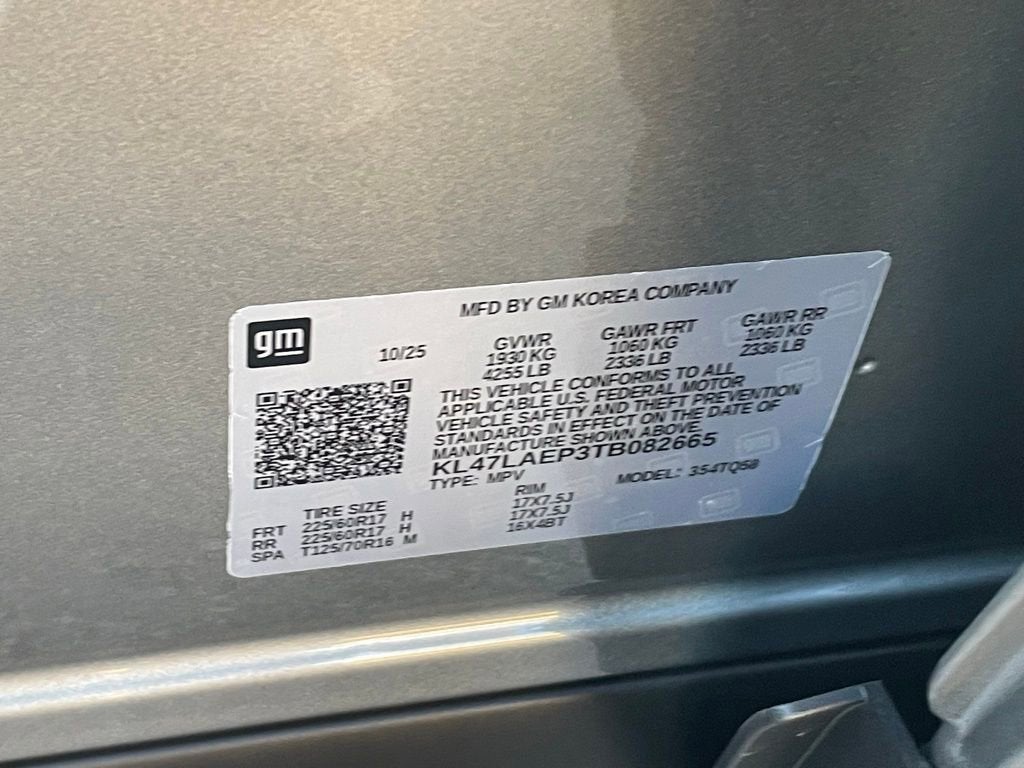 MFD BY GM KOREA COMPANY
gm
10/25
GVWR GAWR FRT GAWR RR
1930 KG 1060 KG 1060 KG
4255 LB 2336 LB 2336 LB
THIS VEHICLE CONFORMS TO ALL
APPLICABLE U.S. FEDERAL MOTOR
VEHICLE SAFETY AND THEFT PREVENTION
STANDARDS IN EFFECT ON THE DATE OF
MANUFACTURE SHOWN ABOVE.
KL47LAEP3TB082665
TYPE: MPV MODEL: 354TQ58
TIRE SIZE RIM
FRT 225/60R17 H 17X7.5J
RR 225/60R17 H 17X7.5J
SPA T125/70R16 M 16X4BT